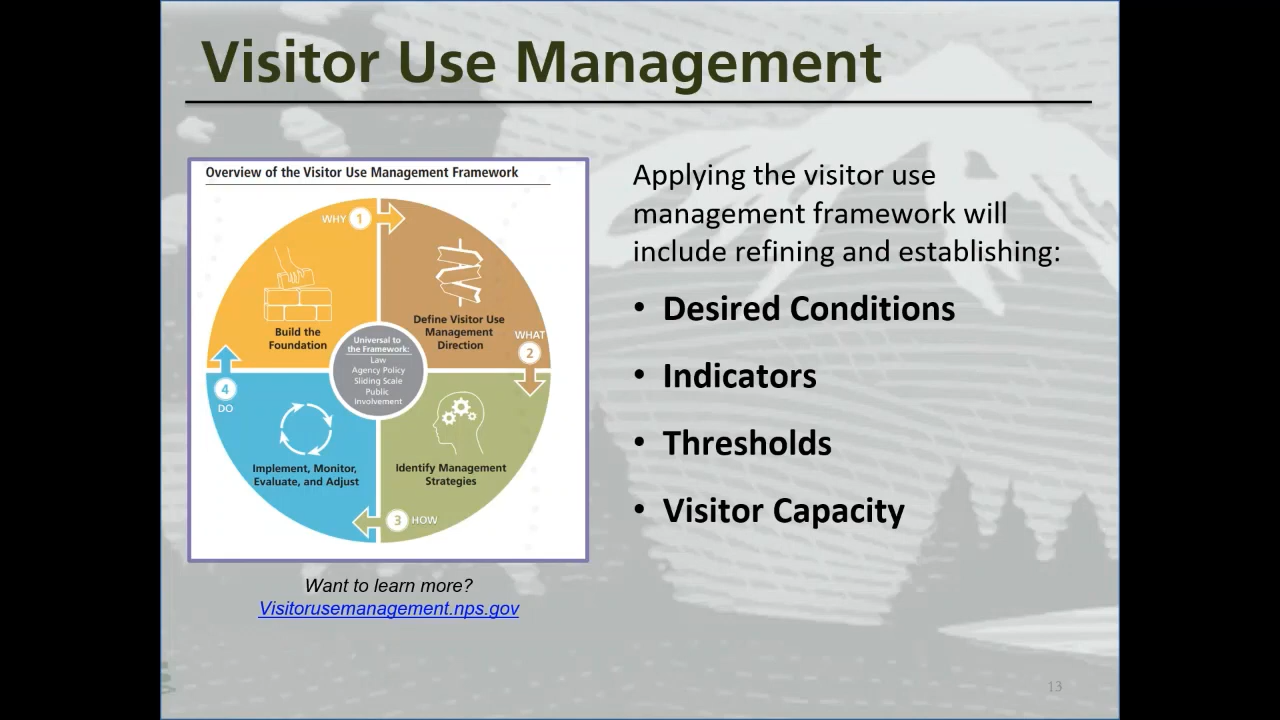 Visitor Use Management
Overview of the Visitor Use Management Framework
WHY 1
Build the
Foundation
Define Visitor Use
Management
Direction
WHAT
2
Universal to
the Framework:
Law
Agency Policy
Sliding Scale
Public
Involvement
4
DO
Implement, Monitor,
Evaluate, and Adjust
Identify Management
Strategies
3 HOW
Want to learn more?
Visitorusemanagement.nps.gov
Applying the visitor use
management framework will
include refining and establishing:
• Desired Conditions
• Indicators
• Thresholds
• Visitor Capacity
13